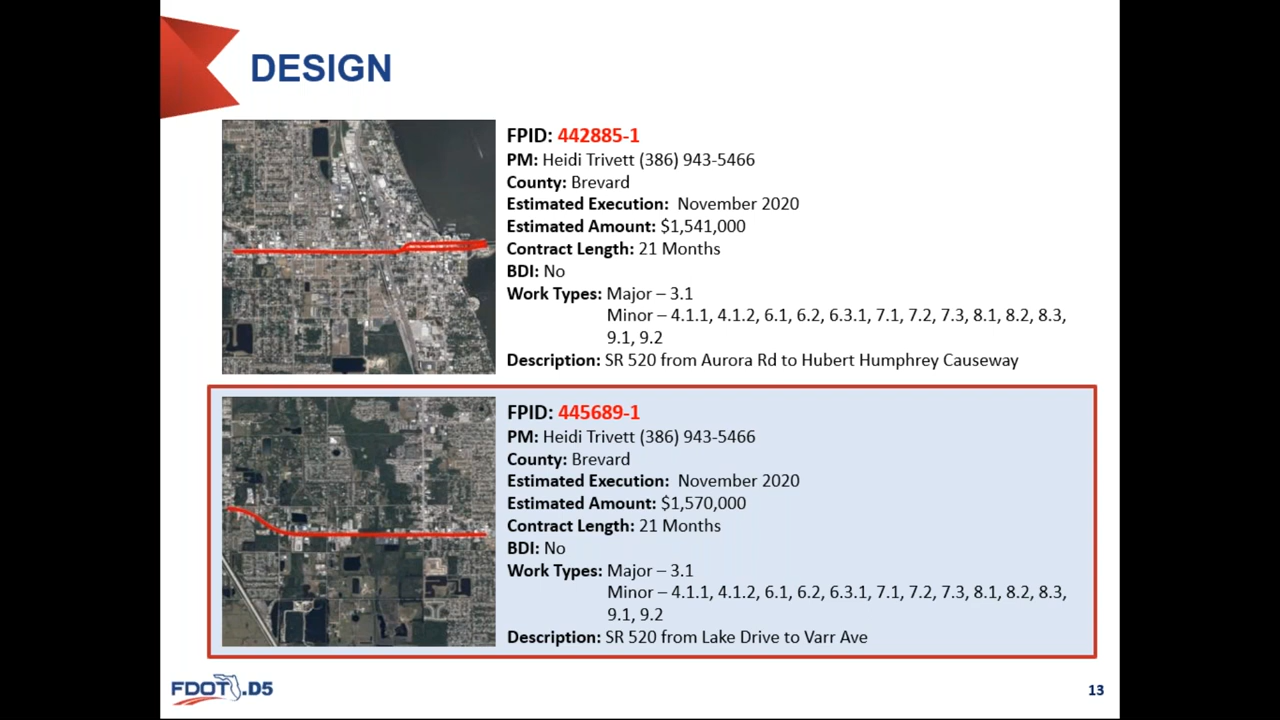 DESIGN
FPID: 442885-1
PM: Heidi Trivett (386) 943-5466
County: Brevard
Estimated Execution: November 2020
Estimated Amount: $1,541,000
Contract Length: 21 Months
BDI: No
Work Types: Major – 3.1
Minor – 4.1.1, 4.1.2, 6.1, 6.2, 6.3.1, 7.1, 7.2, 7.3, 8.1, 8.2, 8.3,
9.1, 9.2
Description: SR 520 from Aurora Rd to Hubert Humphrey Causeway
FPID: 445689-1
PM: Heidi Trivett (386) 943-5466
County: Brevard
Estimated Execution: November 2020
Estimated Amount: $1,570,000
Contract Length: 21 Months
BDI: No
Work Types: Major – 3.1
Minor – 4.1.1, 4.1.2, 6.1, 6.2, 6.3.1, 7.1, 7.2, 7.3, 8.1, 8.2, 8.3,
9.1, 9.2
Description: SR 520 from Lake Drive to Varr Ave
FDOT.D5
13